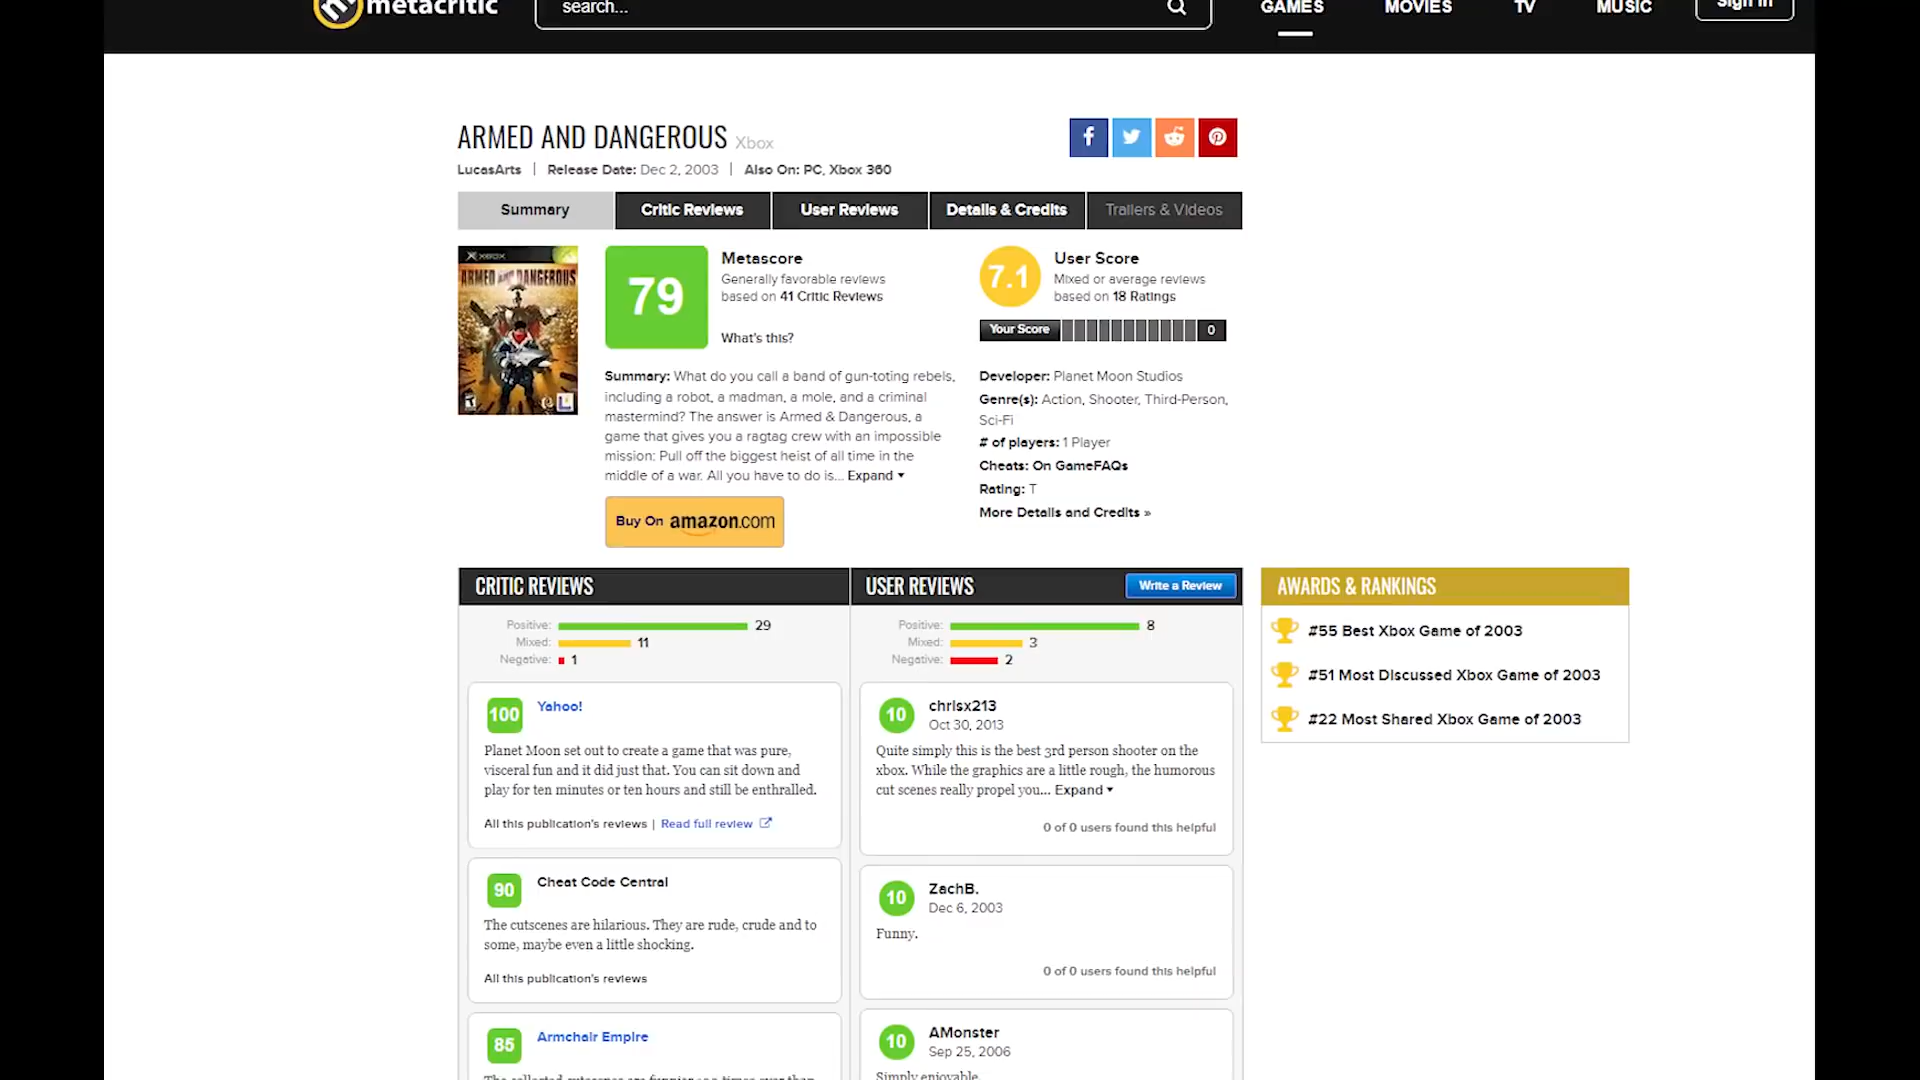 metacritic
search...
GAMES
MOVIES
TV
MUSIC
Sign In
ARMED AND DANGEROUS Xbox
LucasArts | Release Date: Dec 2, 2003 | Also On: PC, Xbox 360
Summary
Critic Reviews
User Reviews
Details & Credits
Trailers & Videos
XBOX
ARMED AND DANGEROUS
79
Metascore
Generally favorable reviews
based on 41 Critic Reviews
What's this?
7.1
User Score
Mixed or average reviews
based on 18 Ratings
Your Score
0
Summary: What do you call a band of gun-toting rebels,
including a robot, a madman, a mole, and a criminal
mastermind? The answer is Armed & Dangerous, a
game that gives you a ragtag crew with an impossible
mission: Pull off the biggest heist of all time in the
middle of a war. All you have to do is... Expand
Buy On amazon.com
Developer: Planet Moon Studios
Genre(s): Action, Shooter, Third-Person,
Sci-Fi
# of players: 1 Player
Cheats: On GameFAQs
Rating: T
More Details and Credits »
CRITIC REVIEWS
Positive: 29
Mixed: 11
Negative: 1
100
Yahoo!
Planet Moon set out to create a game that was pure,
visceral fun and it did just that. You can sit down and
play for ten minutes or ten hours and still be enthralled.
All this publication's reviews | Read full review
90
Cheat Code Central
The cutscenes are hilarious. They are rude, crude and to
some, maybe even a little shocking.
All this publication's reviews
85
Armchair Empire
USER REVIEWS
Write a Review
Positive: 8
Mixed: 3
Negative: 2
10
chrisx213
Oct 30, 2013
Quite simply this is the best 3rd person shooter on the
xbox. While the graphics are a little rough, the humorous
cut scenes really propel you... Expand
0 of 0 users found this helpful
10
ZachB.
Dec 6, 2003
Funny.
0 of 0 users found this helpful
10
AMonster
Sep 25, 2006
Simply enjoyable.
AWARDS & RANKINGS
#55 Best Xbox Game of 2003
#51 Most Discussed Xbox Game of 2003
#22 Most Shared Xbox Game of 2003